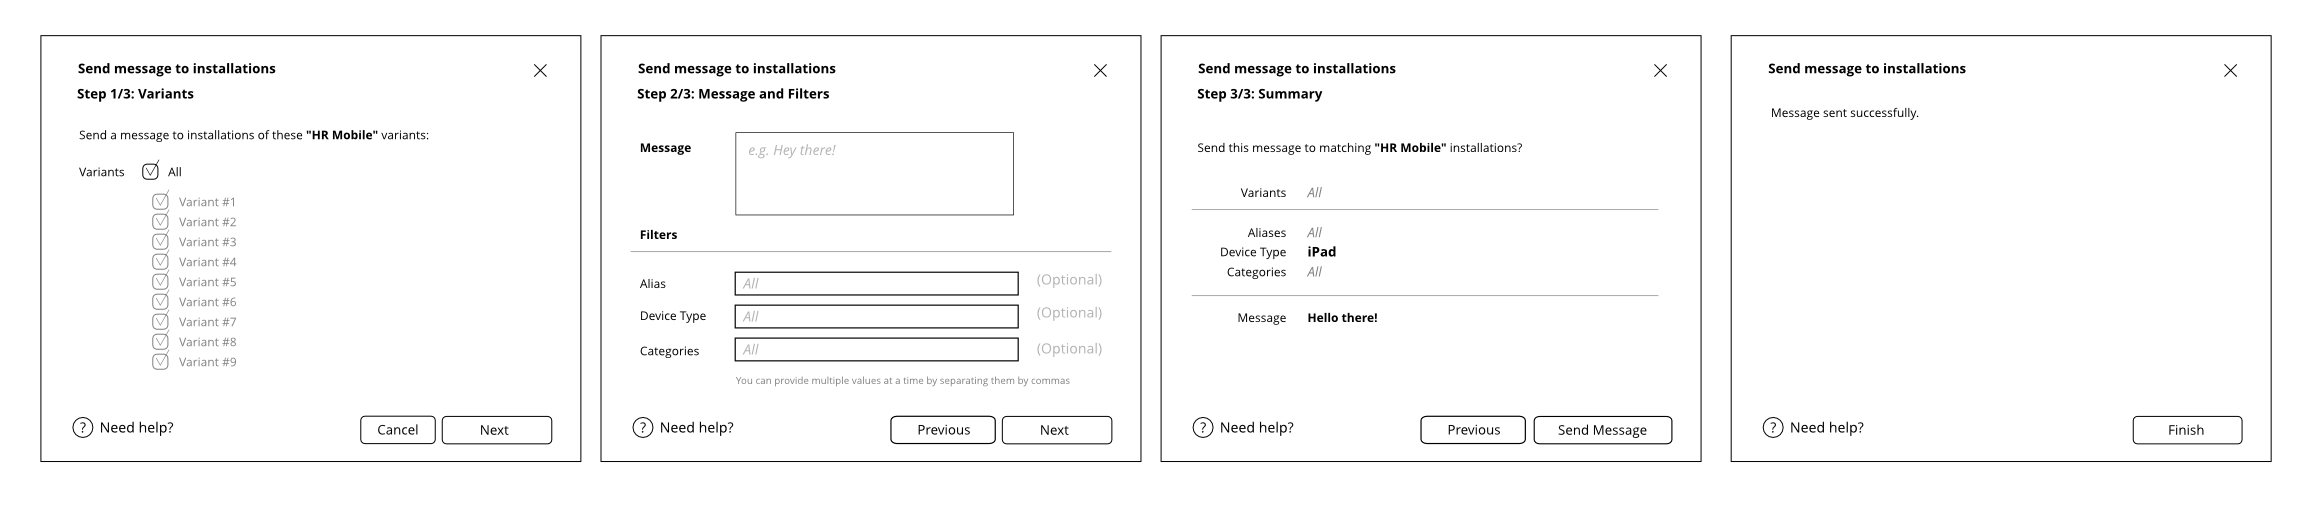 Send message to installations
Step 1/3: Variants
Send a message to installations of these "HR Mobile" variants:
Variants All
Variant #1
Variant #2
Variant #3
Variant #4
Variant #5
Variant #6
Variant #7
Variant #8
Variant #9
? Need help?
Cancel
Next
Send message to installations
Step 2/3: Message and Filters
Message
e.g. Hey there!
Filters
Alias All (Optional)
Device Type All (Optional)
Categories All (Optional)
You can provide multiple values at a time by separating them by commas
? Need help?
Previous
Next
Send message to installations
Step 3/3: Summary
Send this message to matching "HR Mobile" installations?
Variants All
Aliases All
Device Type iPad
Categories All
Message Hello there!
? Need help?
Previous
Send Message
Send message to installations
Message sent successfully.
? Need help?
Finish